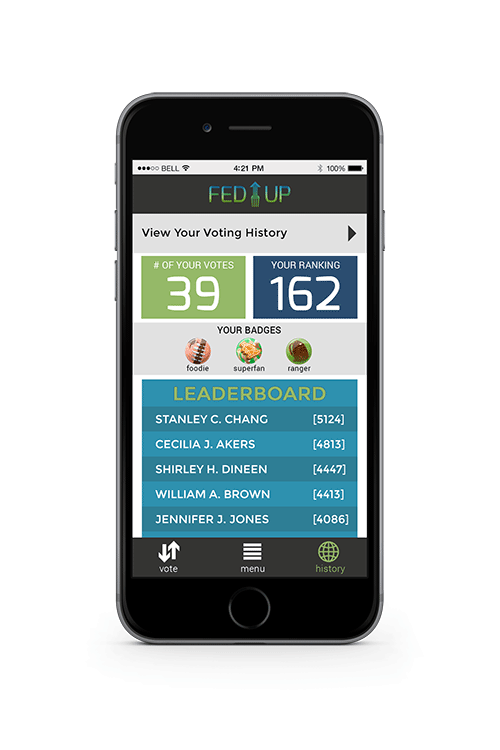 BELL 4:21 PM 100%
FED UP
View Your Voting History
# OF YOUR VOTES YOUR RANKING
39 162
YOUR BADGES
foodie superfan ranger
LEADERBOARD
STANLEY C. CHANG [5124]
CECILIA J. AKERS [4813]
SHIRLEY H. DINEEN [4447]
WILLIAM A. BROWN [4413]
JENNIFER J. JONES [4086]
vote menu history